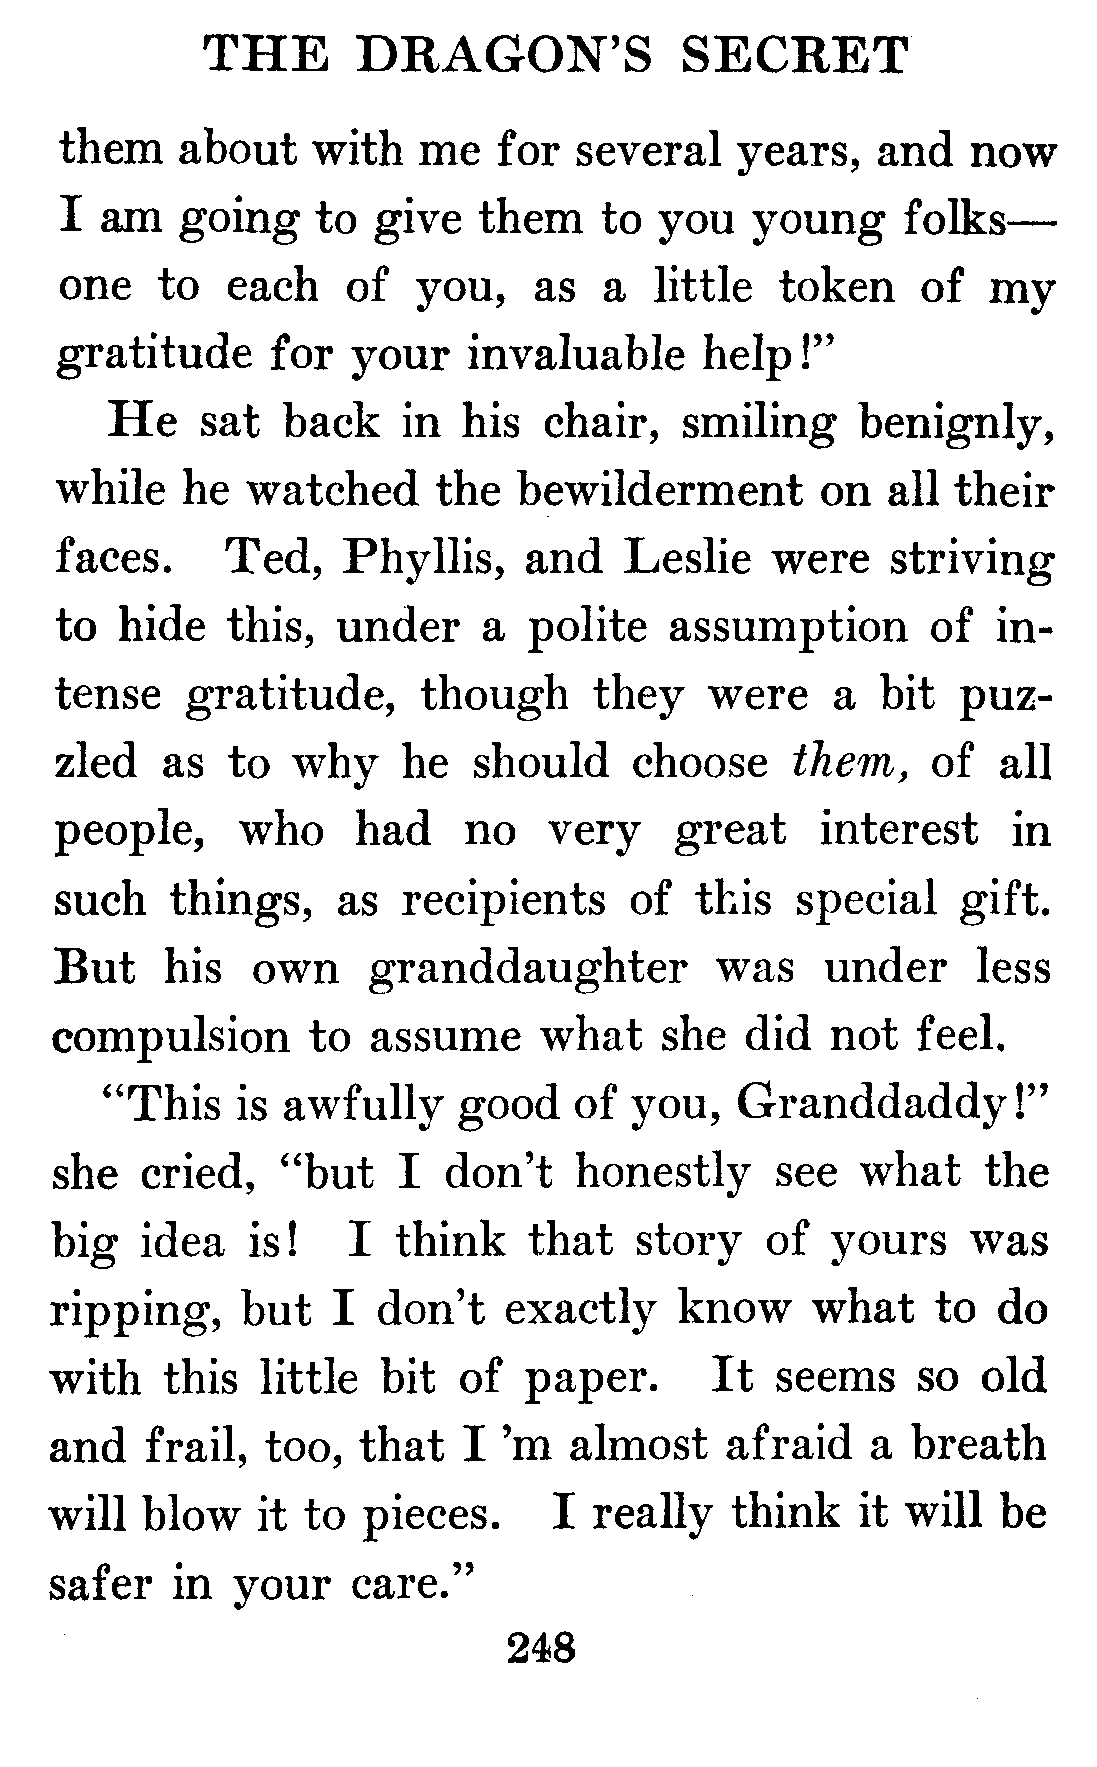 THE DRAGON'S SECRET
them about with me for several years, and now
I am going to give them to you young folks—
one to each of you, as a little token of my
gratitude for your invaluable help!"
He sat back in his chair, smiling benignly,
while he watched the bewilderment on all their
faces. Ted, Phyllis, and Leslie were striving
to hide this, under a polite assumption of in-
tense gratitude, though they were a bit puz-
zled as to why he should choose them, of all
people, who had no very great interest in
such things, as recipients of this special gift.
But his own granddaughter was under less
compulsion to assume what she did not feel.
"This is awfully good of you, Granddaddy!"
she cried, "but I don't honestly see what the
big idea is! I think that story of yours was
ripping, but I don't exactly know what to do
with this little bit of paper. It seems so old
and frail, too, that I 'm almost afraid a breath
will blow it to pieces. I really think it will be
safer in your care."
248